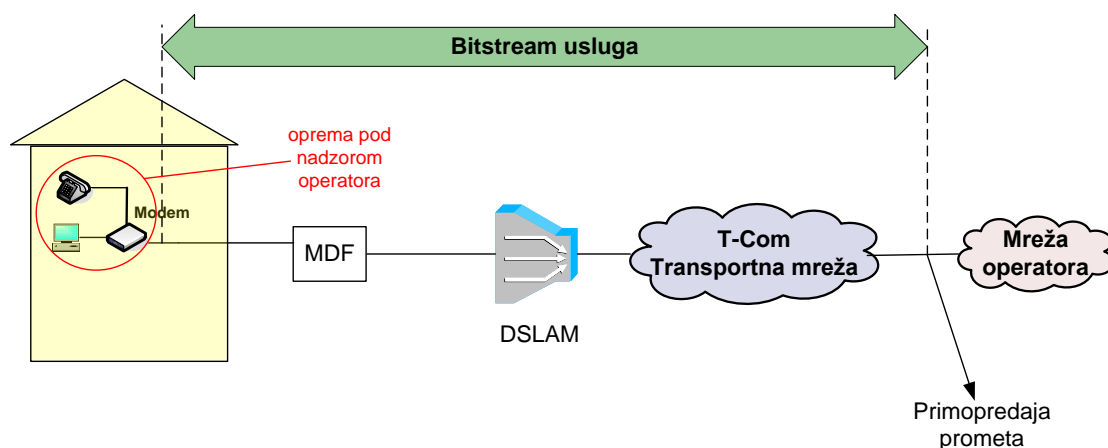 Bitstream usluga
oprema pod
nadzorom
operatora
Modem
MDF
DSLAM
T-Com
Transportna mreža
Mreža
operatora
Primopredaja
prometa